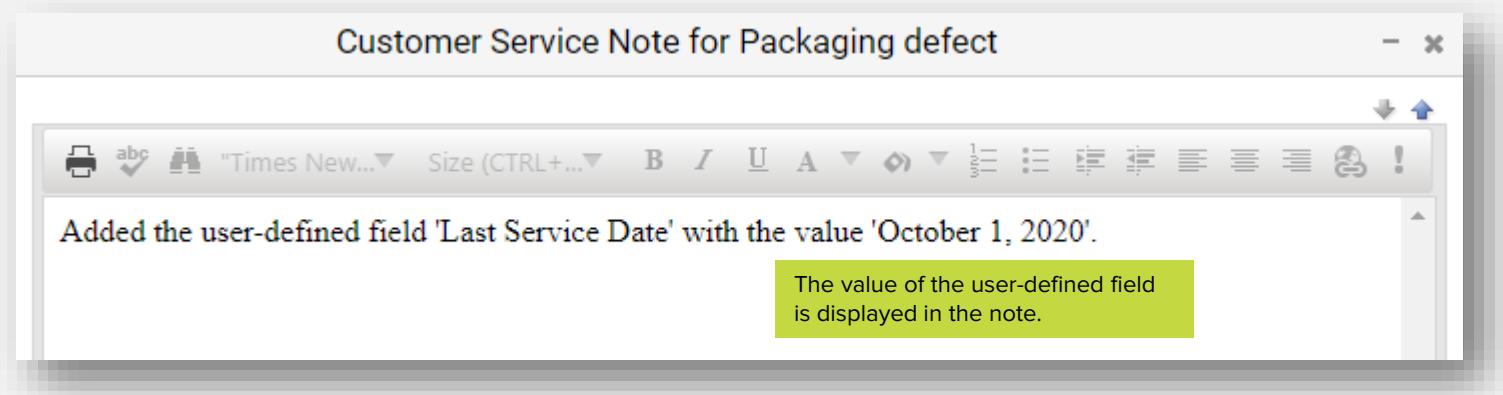 Customer Service Note for Packaging defect
abc "Times New... Size (CTRL+... B I U A
Added the user-defined field 'Last Service Date' with the value 'October 1, 2020'.
The value of the user-defined field
is displayed in the note.